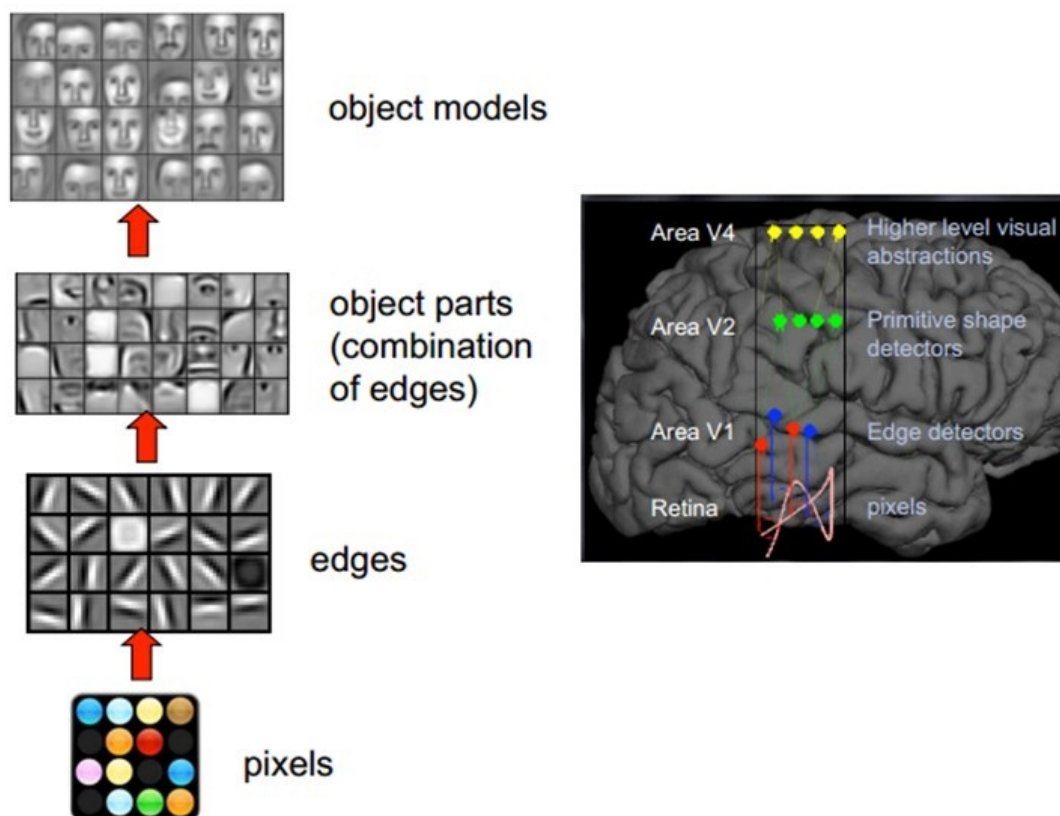 object models
object parts
(combination
of edges)
edges
pixels
Area V4
Higher level visual
abstractions
Area V2
Primitive shape
detectors
Area V1
Edge detectors
Retina
pixels